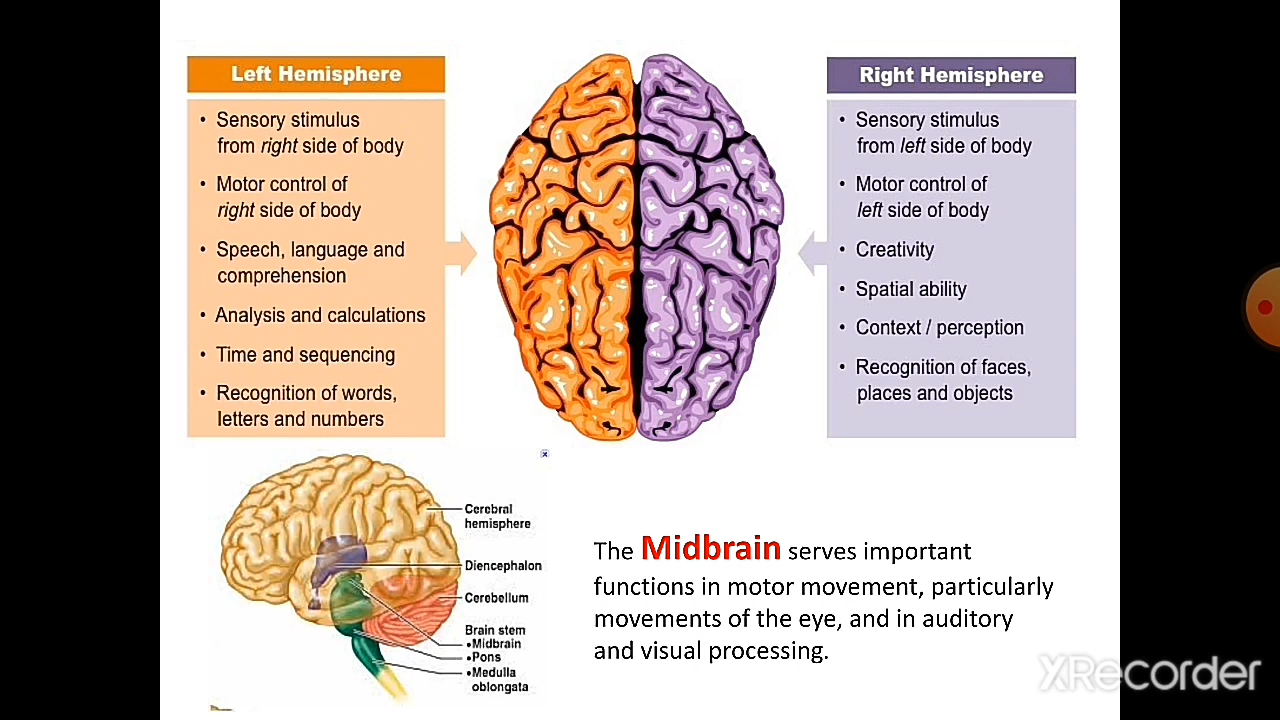 Left Hemisphere
• Sensory stimulus
from right side of body
• Motor control of
right side of body
• Speech, language and
comprehension
• Analysis and calculations
• Time and sequencing
• Recognition of words,
letters and numbers
Right Hemisphere
• Sensory stimulus
from left side of body
• Motor control of
left side of body
• Creativity
• Spatial ability
• Context / perception
• Recognition of faces,
places and objects
Cerebral
hemisphere
Diencephalon
Cerebellum
Brain stem
•Midbrain
•Pons
•Medulla
oblongata
The Midbrain serves important
functions in motor movement, particularly
movements of the eye, and in auditory
and visual processing.
XRecorder